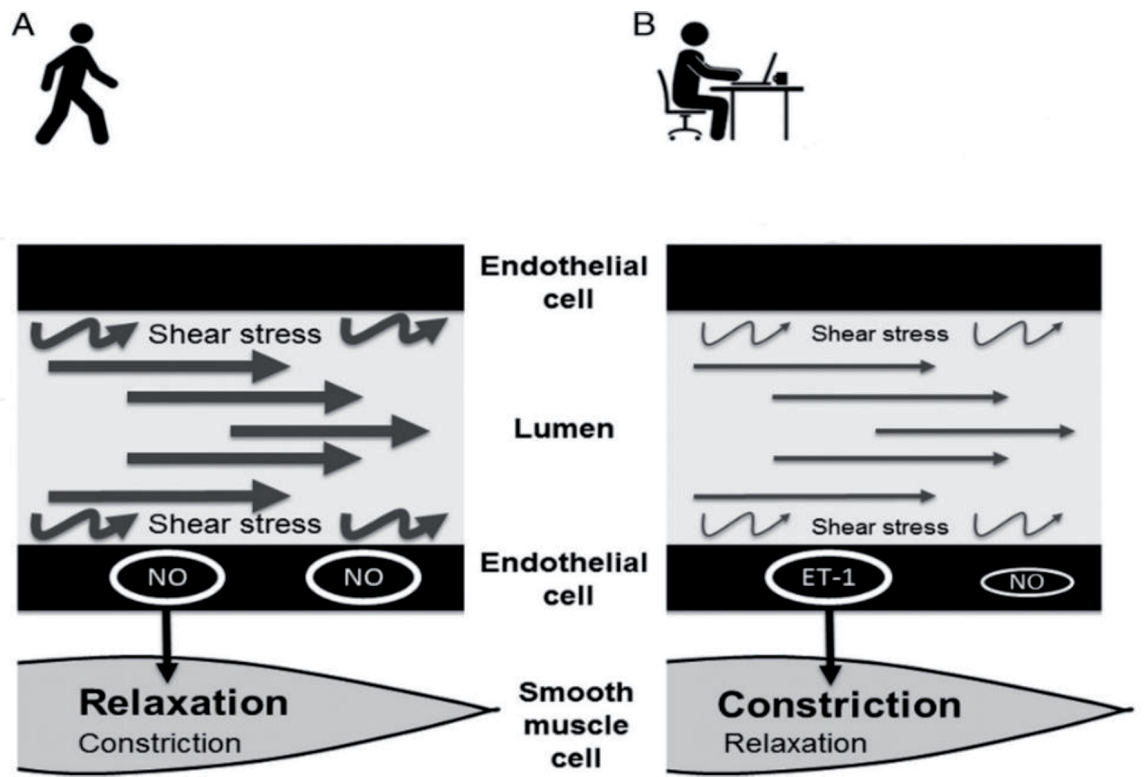 A
B
Endothelial
cell
Shear stress
Shear stress
Lumen
Shear stress
Shear stress
Endothelial
cell
NO
NO
ET-1
NO
Relaxation
Constriction
Smooth
muscle
cell
Constriction
Relaxation